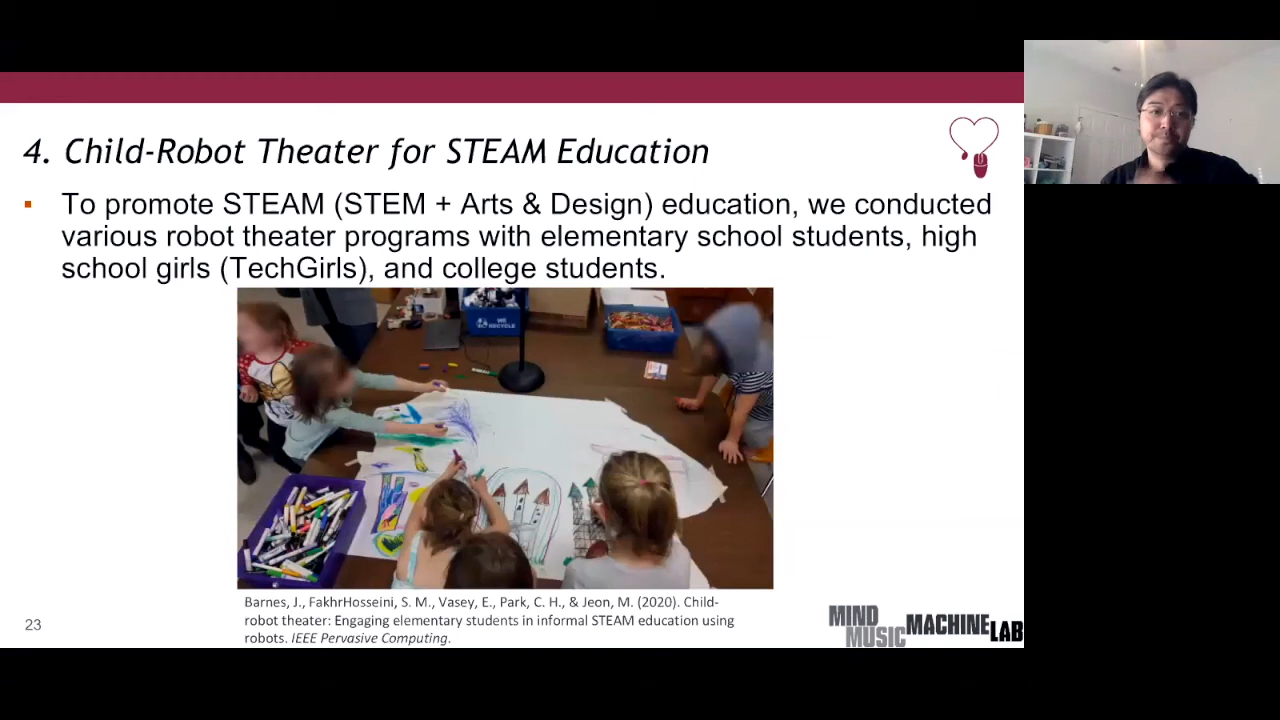 4. Child-Robot Theater for STEAM Education
▪ To promote STEAM (STEM + Arts & Design) education, we conducted
various robot theater programs with elementary school students, high
school girls (TechGirls), and college students.
WE
RECYCLE
Barnes, J., FakhrHosseini, S. M., Vasey, E., Park, C. H., & Jeon, M. (2020). Child-
robot theater: Engaging elementary students in informal STEAM education using
robots. IEEE Pervasive Computing.
23
MIND
MUSIC MACHINE LAB